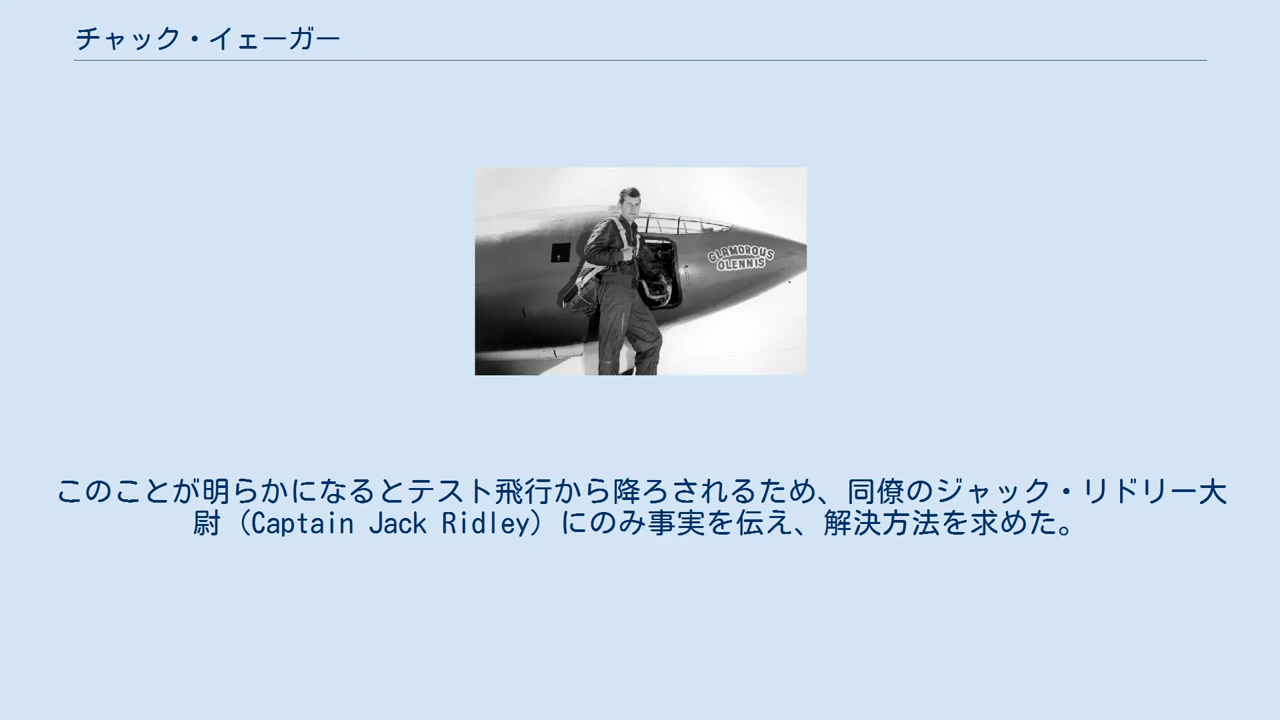 チャック・イェーガー
GLAMOROUS
GLENNIS
このことが明らかになるとテスト飛行から降ろされるため、同僚のジャック・リドリー大
尉（Captain Jack Ridley）にのみ事実を伝え、解決方法を求めた。